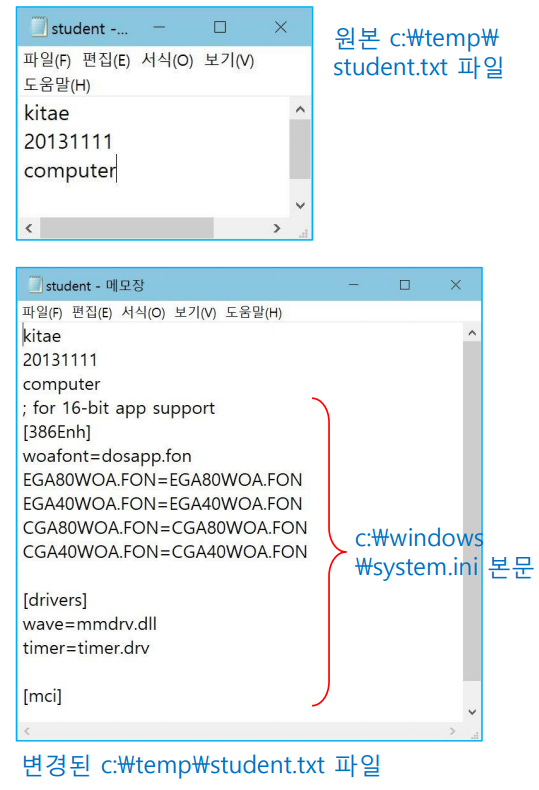 student -...
파일(F) 편집(E) 서식(O) 보기(V)
도움말(H)
kitae
20131111
computer
원본 c:₩temp₩
student.txt 파일
student - 메모장
파일(F) 편집(E) 서식(O) 보기(V) 도움말(H)
kitae
20131111
computer
; for 16-bit app support
[386Enh]
woafont=dosapp.fon
EGA80WOA.FON=EGA80WOA.FON
EGA40WOA.FON=EGA40WOA.FON
CGA80WOA.FON=CGA80WOA.FON
CGA40WOA.FON=CGA40WOA.FON
[drivers]
wave=mmdrv.dll
timer=timer.drv
[mci]
c:₩windows
₩system.ini 본문
변경된 c:₩temp₩student.txt 파일